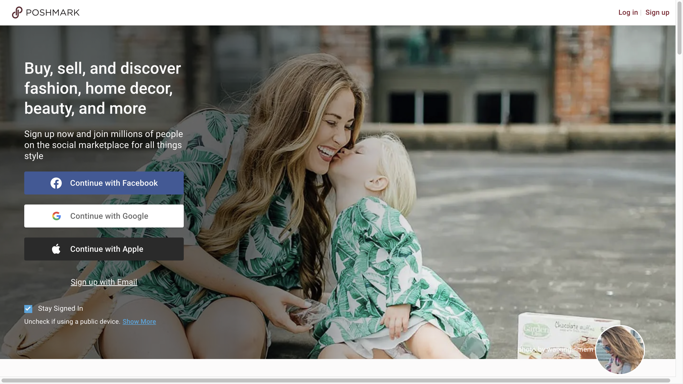 POSHMARK
Log in | Sign up
Buy, sell, and discover
fashion, home decor,
beauty, and more
Sign up now and join millions of people
on the social marketplace for all things
style
Continue with Facebook
Continue with Google
Continue with Apple
Sign up with Email
Stay Signed In
Uncheck if using a public device. Show More